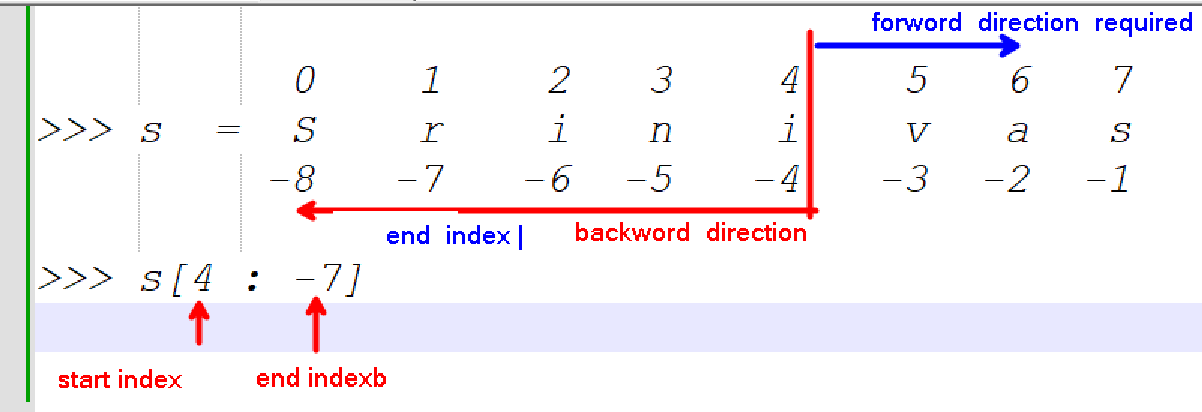 forword direction required
0 1 2 3 4 5 6 7
>>> s = S r i n i v a s
-8 -7 -6 -5 -4 -3 -2 -1
end index| backword direction
>>> s[4 : -7]
start index end indexb